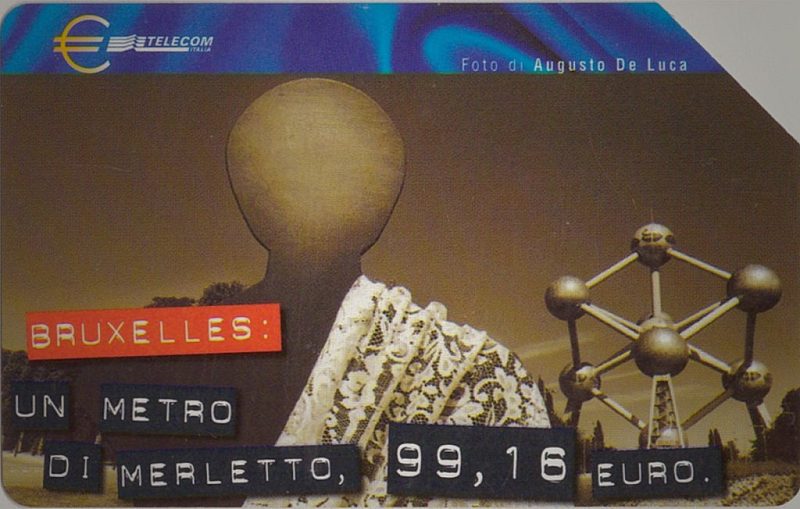 € TELECOM
ITALIA
Foto di Augusto De Luca
BRUXELLES:
UN METRO
DI MERLETTO, 99,16 EURO.